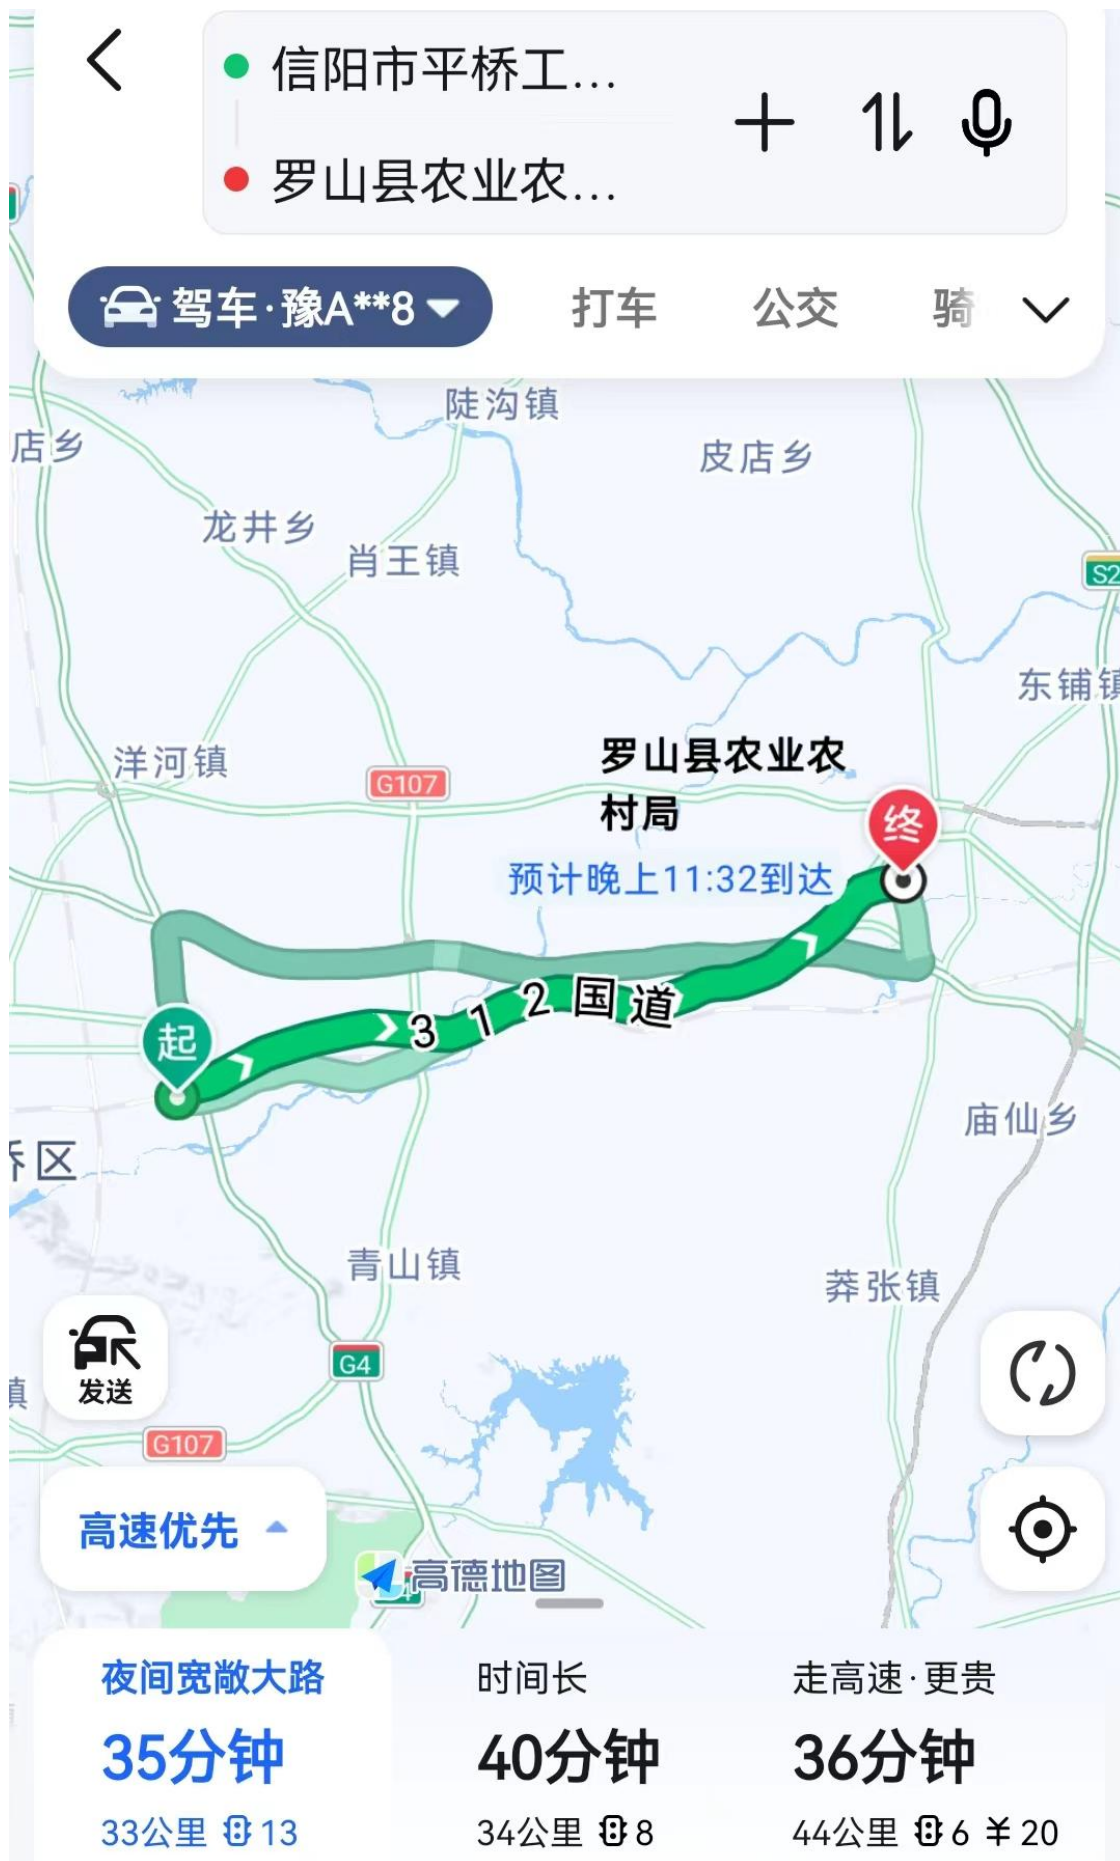 信阳市平桥工...
罗山县农业农...
驾车·豫A**8
打车
公交
骑
陡沟镇
店乡
皮店乡
龙井乡
肖王镇
S2
东铺镇
洋河镇
G107
罗山县农业农
村局
终
预计晚上11:32到达
312国道
起
庙仙乡
桥区
青山镇
莽张镇
发送
G4
镇
G107
高速优先
高德地图
夜间宽敞大路
时间长
走高速·更贵
35分钟
40分钟
36分钟
33公里 13
34公里 8
44公里 6 ¥20